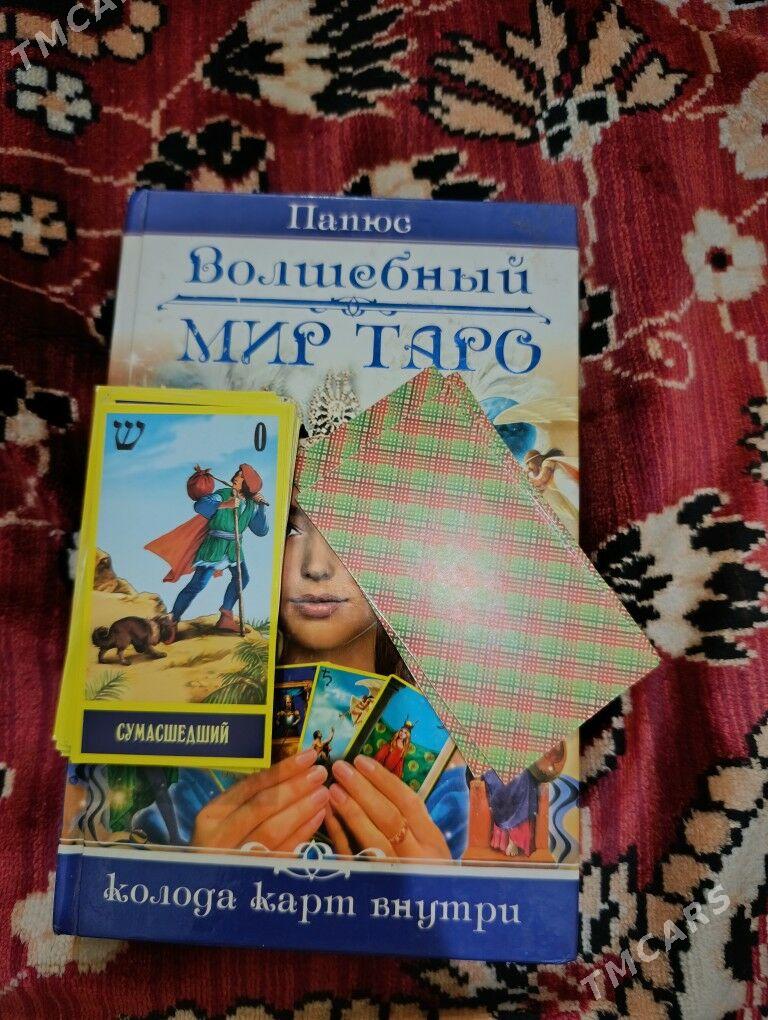 TMCARS
Папюс
Волшебный
МИР ТАРО
ש 0
СУМАСШЕДШИЙ
колода карт внутри
TMCARS